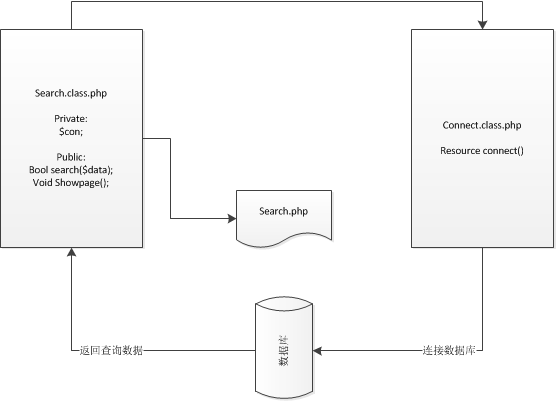 Search.class.php
Private:
$con;
Public:
Bool search($data);
Void Showpage();
Connect.class.php
Resource connect()
Search.php
数据库
返回查询数据
连接数据库